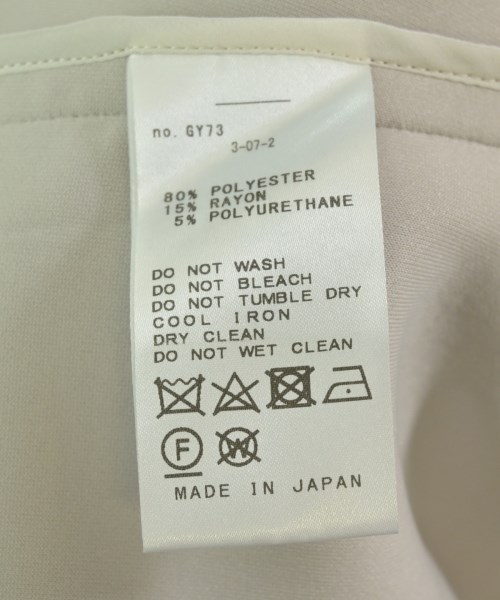 no. GY73
3-07-2
80% POLYESTER
15% RAYON
5% POLYURETHANE
DO NOT WASH
DO NOT BLEACH
DO NOT TUMBLE DRY
COOL IRON
DRY CLEAN
DO NOT WET CLEAN
F W
MADE IN JAPAN